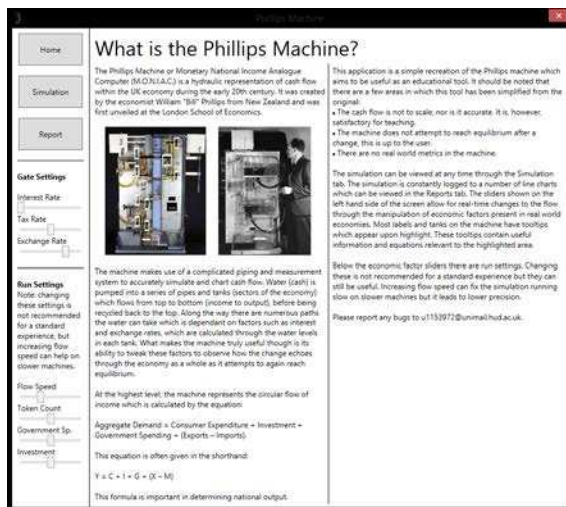 Phillips Machine
Home
Simulation
Report
Gate Settings
Interest Rate
Tax Rate
Exchange Rate
Run Settings
Note: changing
these settings is
not recommended
for a standard
experience, but
increasing flow
speed can help on
slower machines.
Flow Speed
Token Count
Government Sp.
Investment
What is the Phillips Machine?
The Phillips Machine or Monetary National Income Analogue
Computer (M.O.N.I.A.C.) is a hydraulic representation of cash flow
within the UK economy during the early 20th century. It was created
by the economist William "Bill" Phillips from New Zealand and was
first unveiled at the London School of Economics.
The machine makes use of a complicated piping and measurement
system to accurately simulate and chart cash flow. Water (cash) is
pumped into a series of pipes and tanks (sectors of the economy)
which flows from top to bottom (income to output), before being
recycled back to the top. Along the way there are numerous paths
the water can take which is dependant on factors such as interest
and exchange rates, which are calculated through the water levels
in each tank. What makes the machine truly useful though is its
ability to tweak these factors to observe how the change echoes
through the economy as a whole as it attempts to again reach
equilibrium.
At the highest level; the machine represents the circular flow of
income which is calculated by the equation:
Aggregate Demand = Consumer Expenditure + Investment +
Government Spending + (Exports – Imports).
This equation is often given in the shorthand:
Y = C + I + G + (X – M)
This formula is important in determining national output.
This application is a simple recreation of the Phillips machine which
aims to be useful as an educational tool. It should be noted that
there are a few areas in which this tool has been simplified from the
original:
• The cash flow is not to scale; nor is it accurate. It is, however,
satisfactory for teaching.
• The machine does not attempt to reach equilibrium after a
change, this is up to the user.
• There are no real world metrics in the machine.
The simulation can be viewed at any time through the Simulation
tab. The simulation is constantly logged to a number of line charts
which can be viewed in the Reports tab. The sliders shown on the
left hand side of the screen allow for real-time changes to the flow
through the manipulation of economic factors present in real world
economies. Most labels and tanks on the machine have tooltips
which appear upon highlight. These tooltips contain useful
information and equations relevant to the highlighted area.
Below the economic factor sliders there are run settings. Changing
these is not recommended for a standard experience but they can
still be useful. Increasing flow speed can fix the simulation running
slow on slower machines but it leads to lower precision.
Please report any bugs to u1153972@unimail.hud.ac.uk.